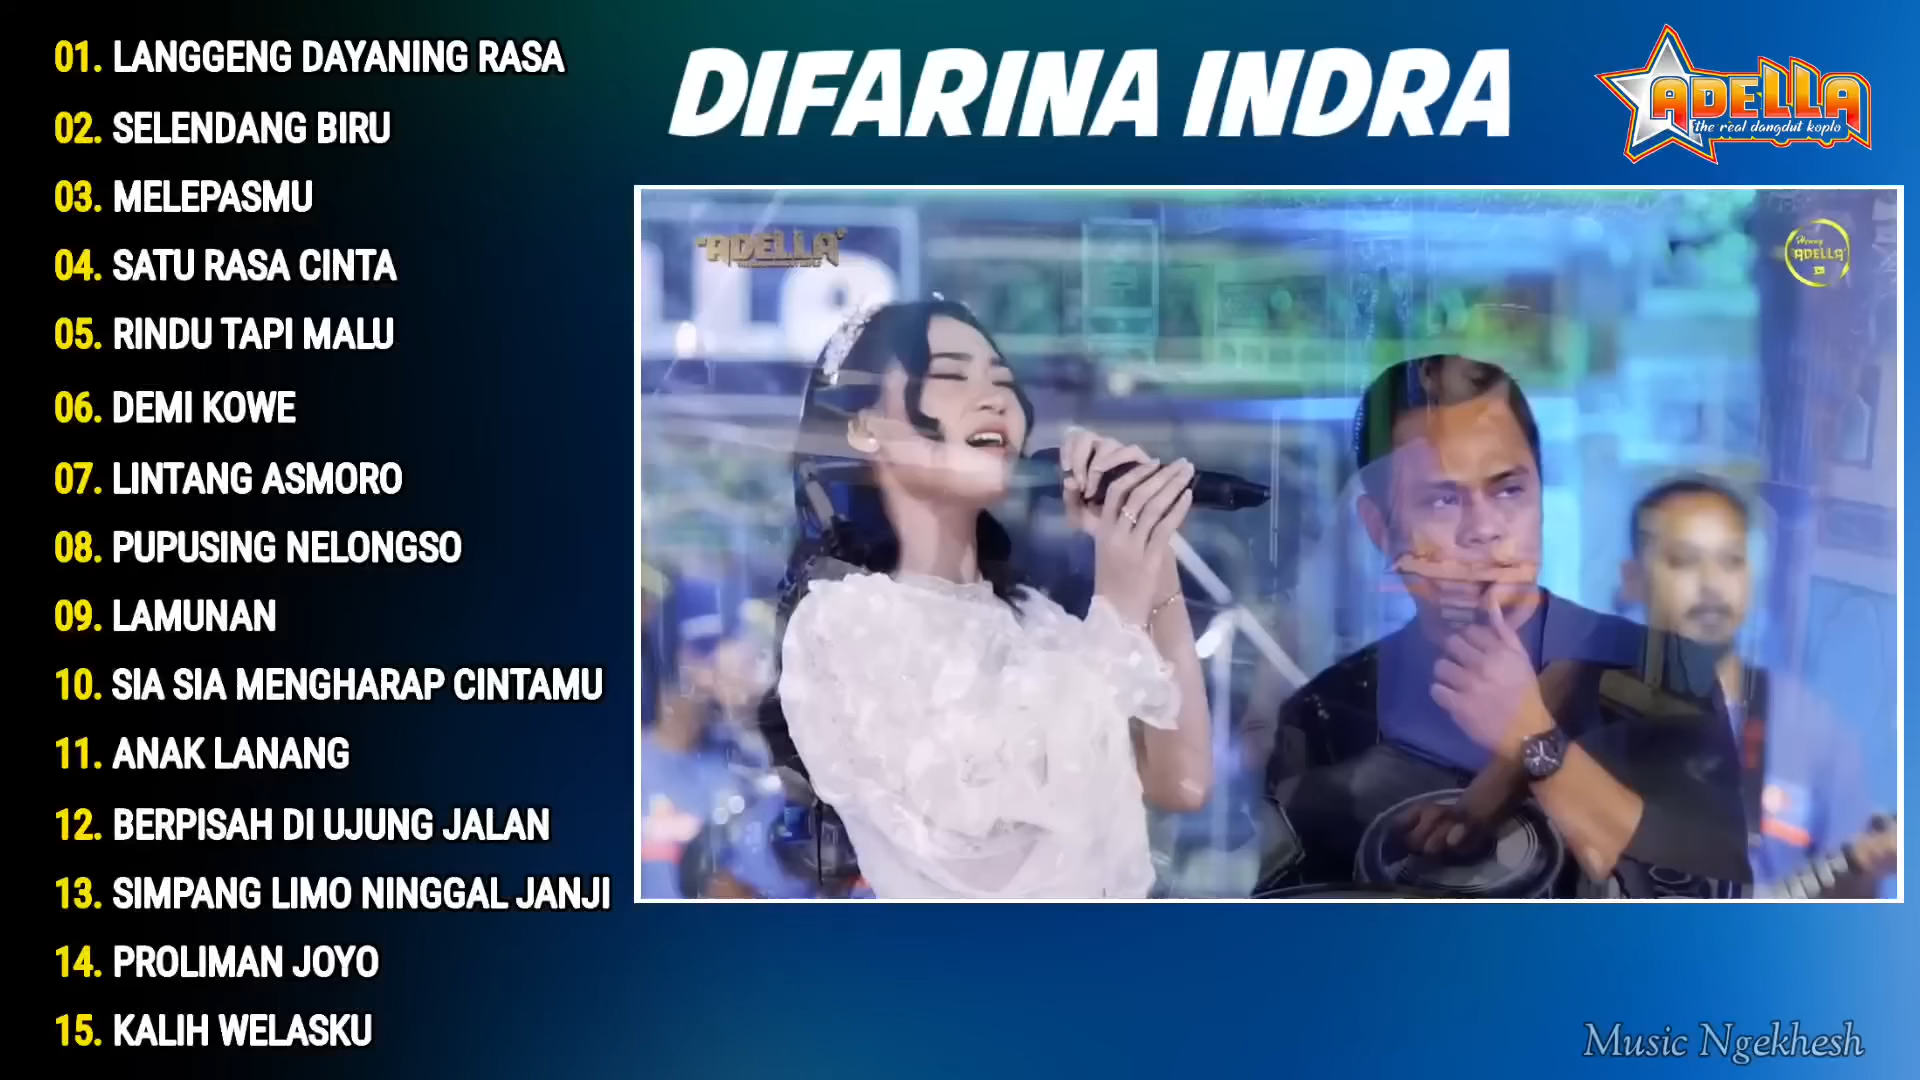 01. LANGGENG DAYANING RASA
02. SELENDANG BIRU
03. MELEPASMU
04. SATU RASA CINTA
05. RINDU TAPI MALU
06. DEMI KOWE
07. LINTANG ASMORO
08. PUPUSING NELONGSO
09. LAMUNAN
10. SIA SIA MENGHARAP CINTAMU
11. ANAK LANANG
12. BERPISAH DI UJUNG JALAN
13. SIMPANG LIMO NINGGAL JANJI
14. PROLIMAN JOYO
15. KALIH WELASKU
DIFARINA INDRA
ADELLA
the real dangdut koplo
"ADELLA"
Henny
ADELLA
Music Ngekhesh